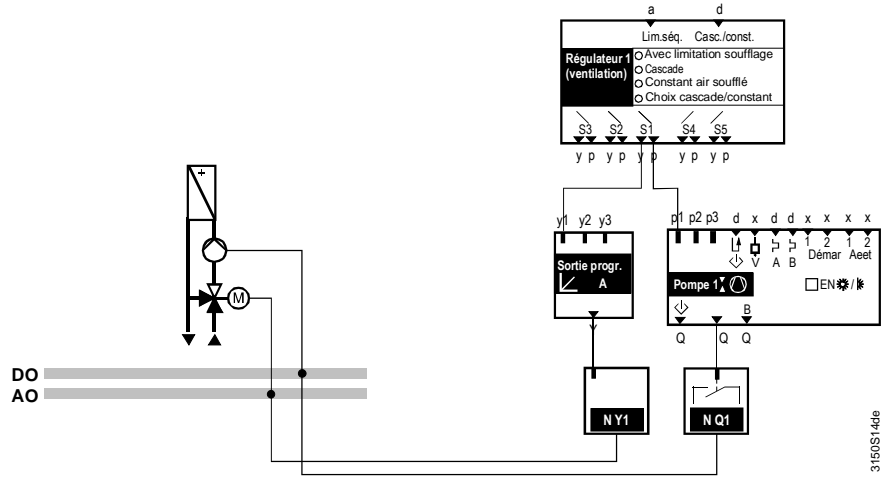 a d
Lim.séq. Casc./const.
Régulateur 1
(ventilation)
Avec limitation soufflage
Cascade
Constant air soufflé
Choix cascade/constant
S3 S2 S1 S4 S5
y p y p y p y p y p
+
y1 y2 y3
p1 p2 p3 d x d d x x x x
1 2 1 2
V A B Démar Aeet
Sortie progr.
A
M
Pompe 1
EN /
B
Q Q Q
DO
AO
N Y1
N Q1
3150S14de